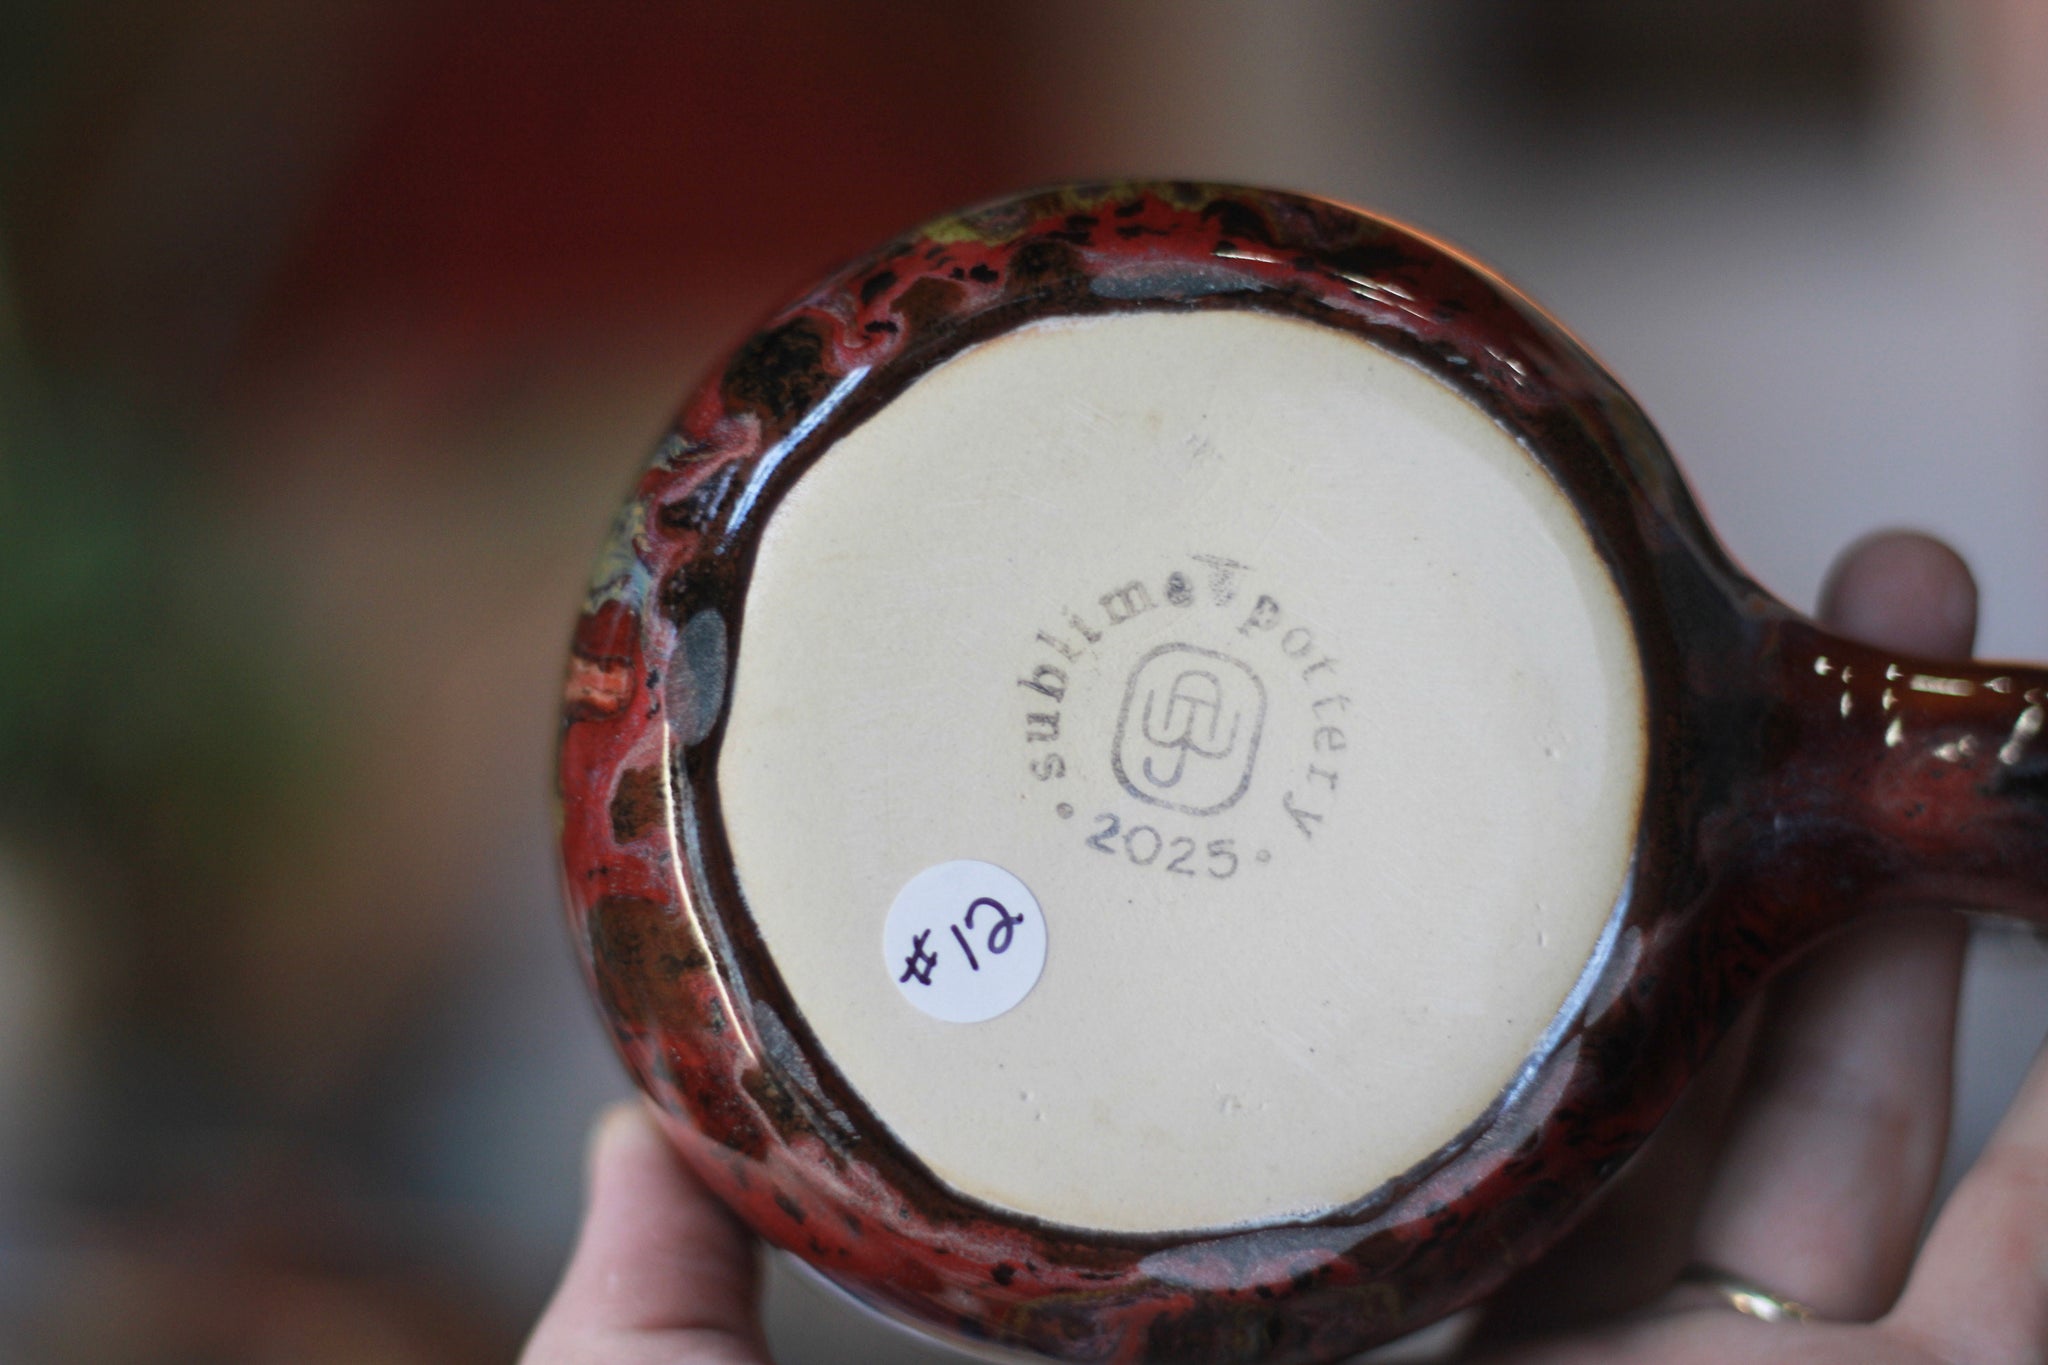 sublime pottery
• 2025 •
#12